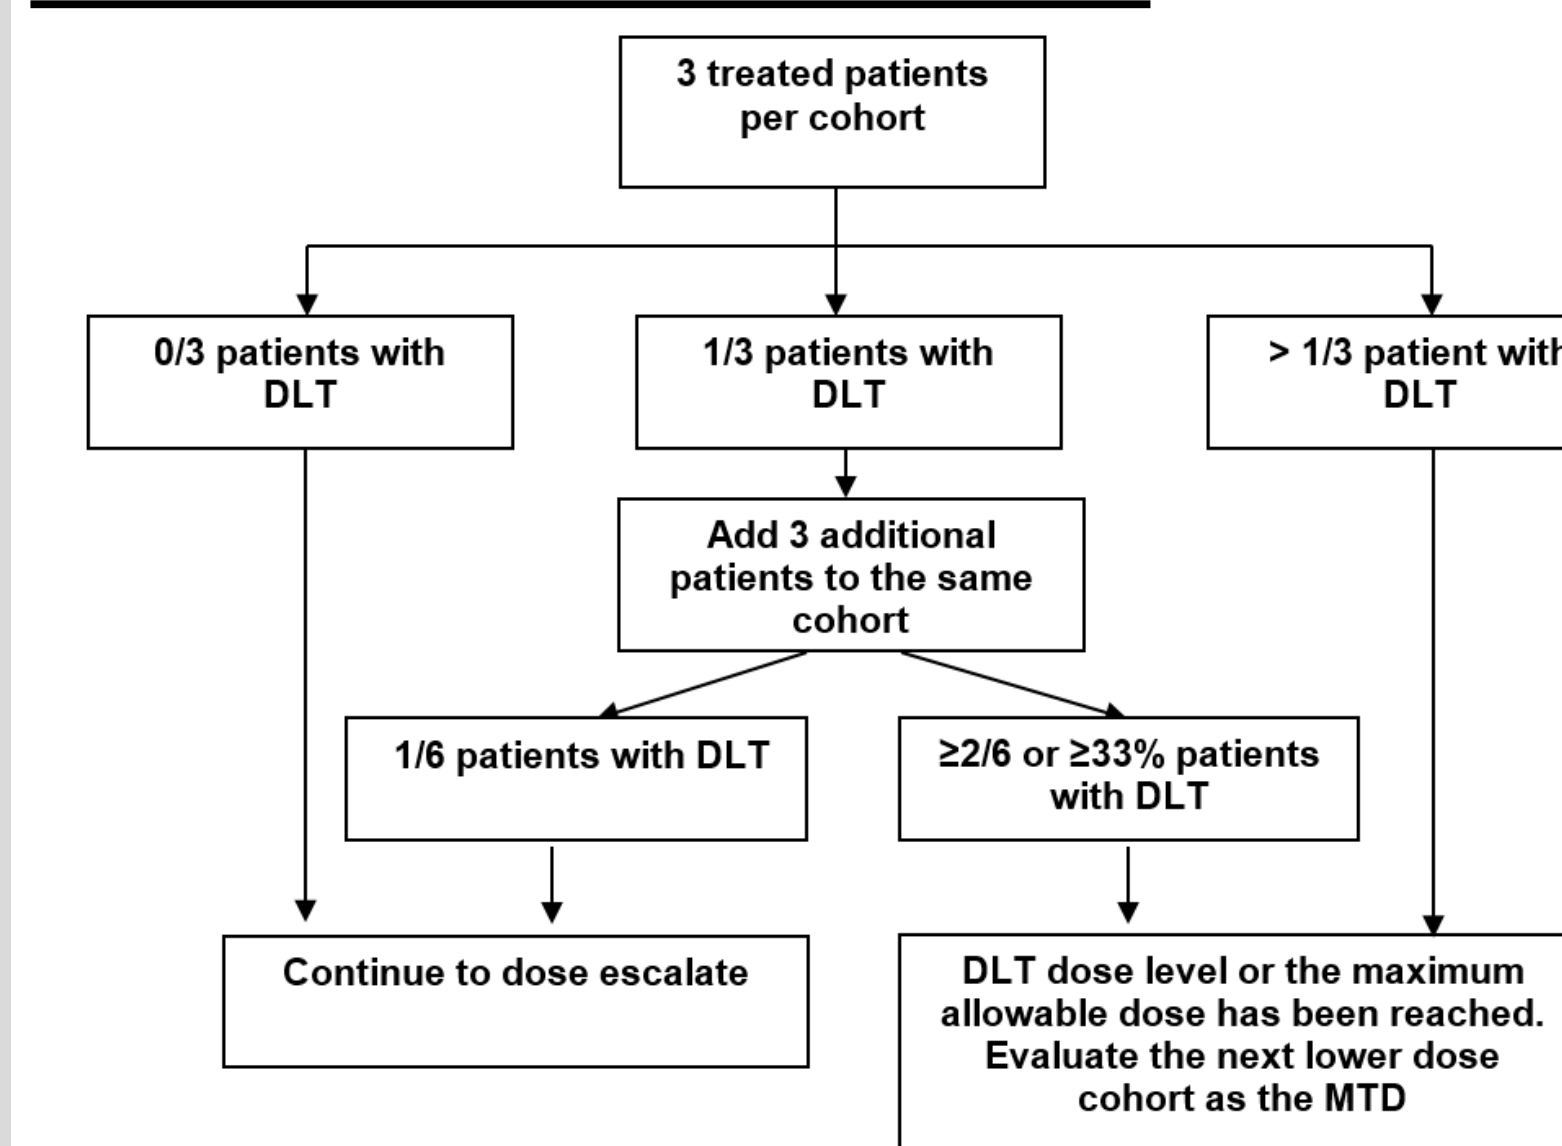 3 treated patients
per cohort
0/3 patients with
DLT
1/3 patients with
DLT
> 1/3 patient with
DLT
Add 3 additional
patients to the same
cohort
1/6 patients with DLT
≥2/6 or ≥33% patients
with DLT
Continue to dose escalate
DLT dose level or the maximum
allowable dose has been reached.
Evaluate the next lower dose
cohort as the MTD